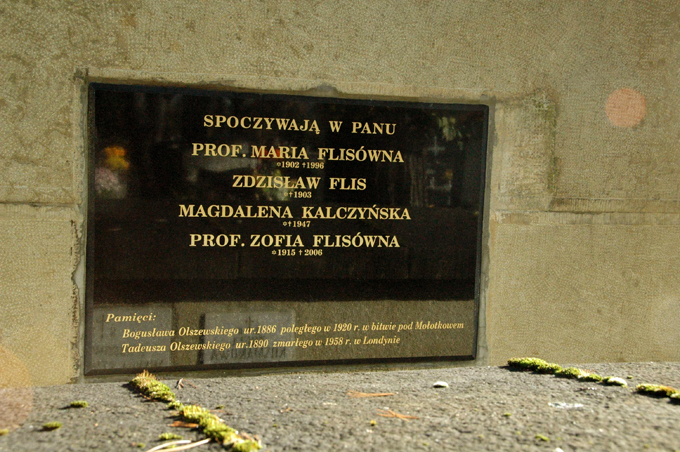 SPOCZYWAJĄ W PANU
PROF. MARIA FLISÓWNA
*1902 †1996
ZDZISŁAW FLIS
*†1903
MAGDALENA KALCZYŃSKA
*†1947
PROF. ZOFIA FLISÓWNA
*1915 †2006
Pamięci:
Bogusława Olszewskiego ur.1886 poległego w 1920 r. w bitwie pod Mołotkowem
Tadeusza Olszewskiego ur.1890 zmarłego w 1958 r. w Londynie